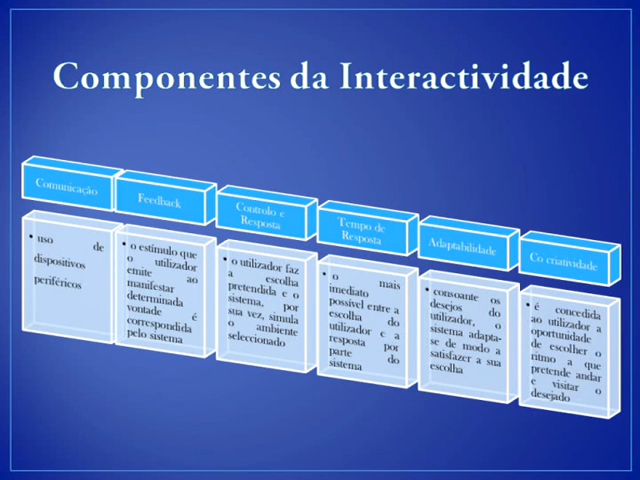 Componentes da Interactividade
Comunicação
• uso de
dispositivos
periféricos
Feedback
• o estímulo que
o utilizador
emite ao
manifestar
determinada
vontade é
correspondida
pelo sistema
Controlo e
Resposta
• o utilizador faz
a escolha
pretendida e o
sistema, por
sua vez, simula
o ambiente
seleccionado
Tempo de
Resposta
• o mais
imediato
possível entre a
escolha do
utilizador e a
resposta por
parte do
sistema
Adaptabilidade
• consoante os
desejos do
utilizador, o
sistema adapta-
se de modo a
satisfazer a sua
escolha
Co criatividade
• é concedida
ao utilizador a
oportunidade
de escolher o
ritmo a que
pretende andar
e visitar o
desejado